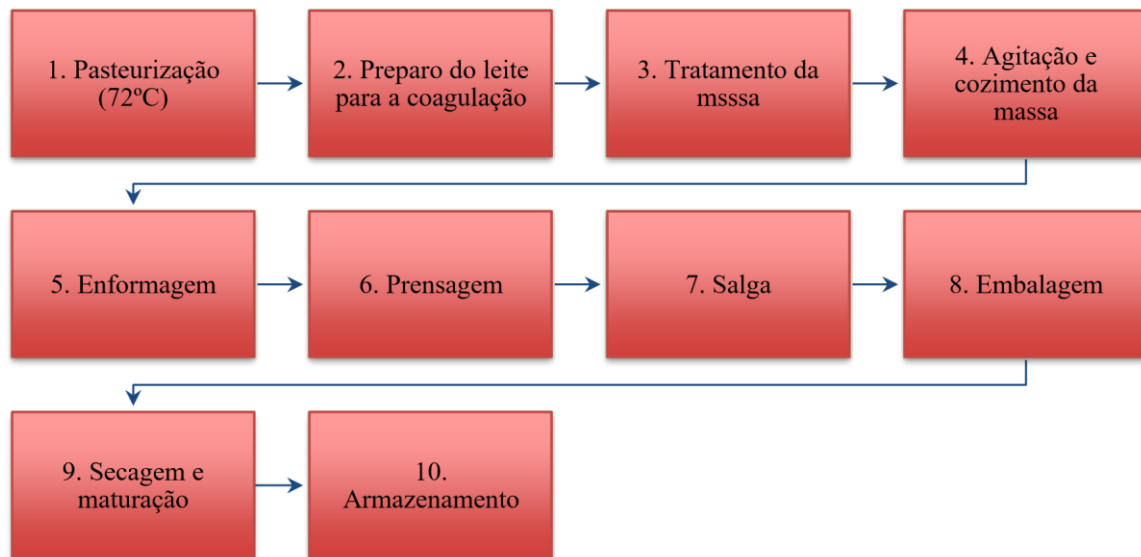 1. Pasteurização
(72ºC)
2. Preparo do leite
para a coagulação
3. Tratamento da
msssa
4. Agitação e
cozimento da
massa
5. Enformagem
6. Prensagem
7. Salga
8. Embalagem
9. Secagem e
maturação
10.
Armazenamento